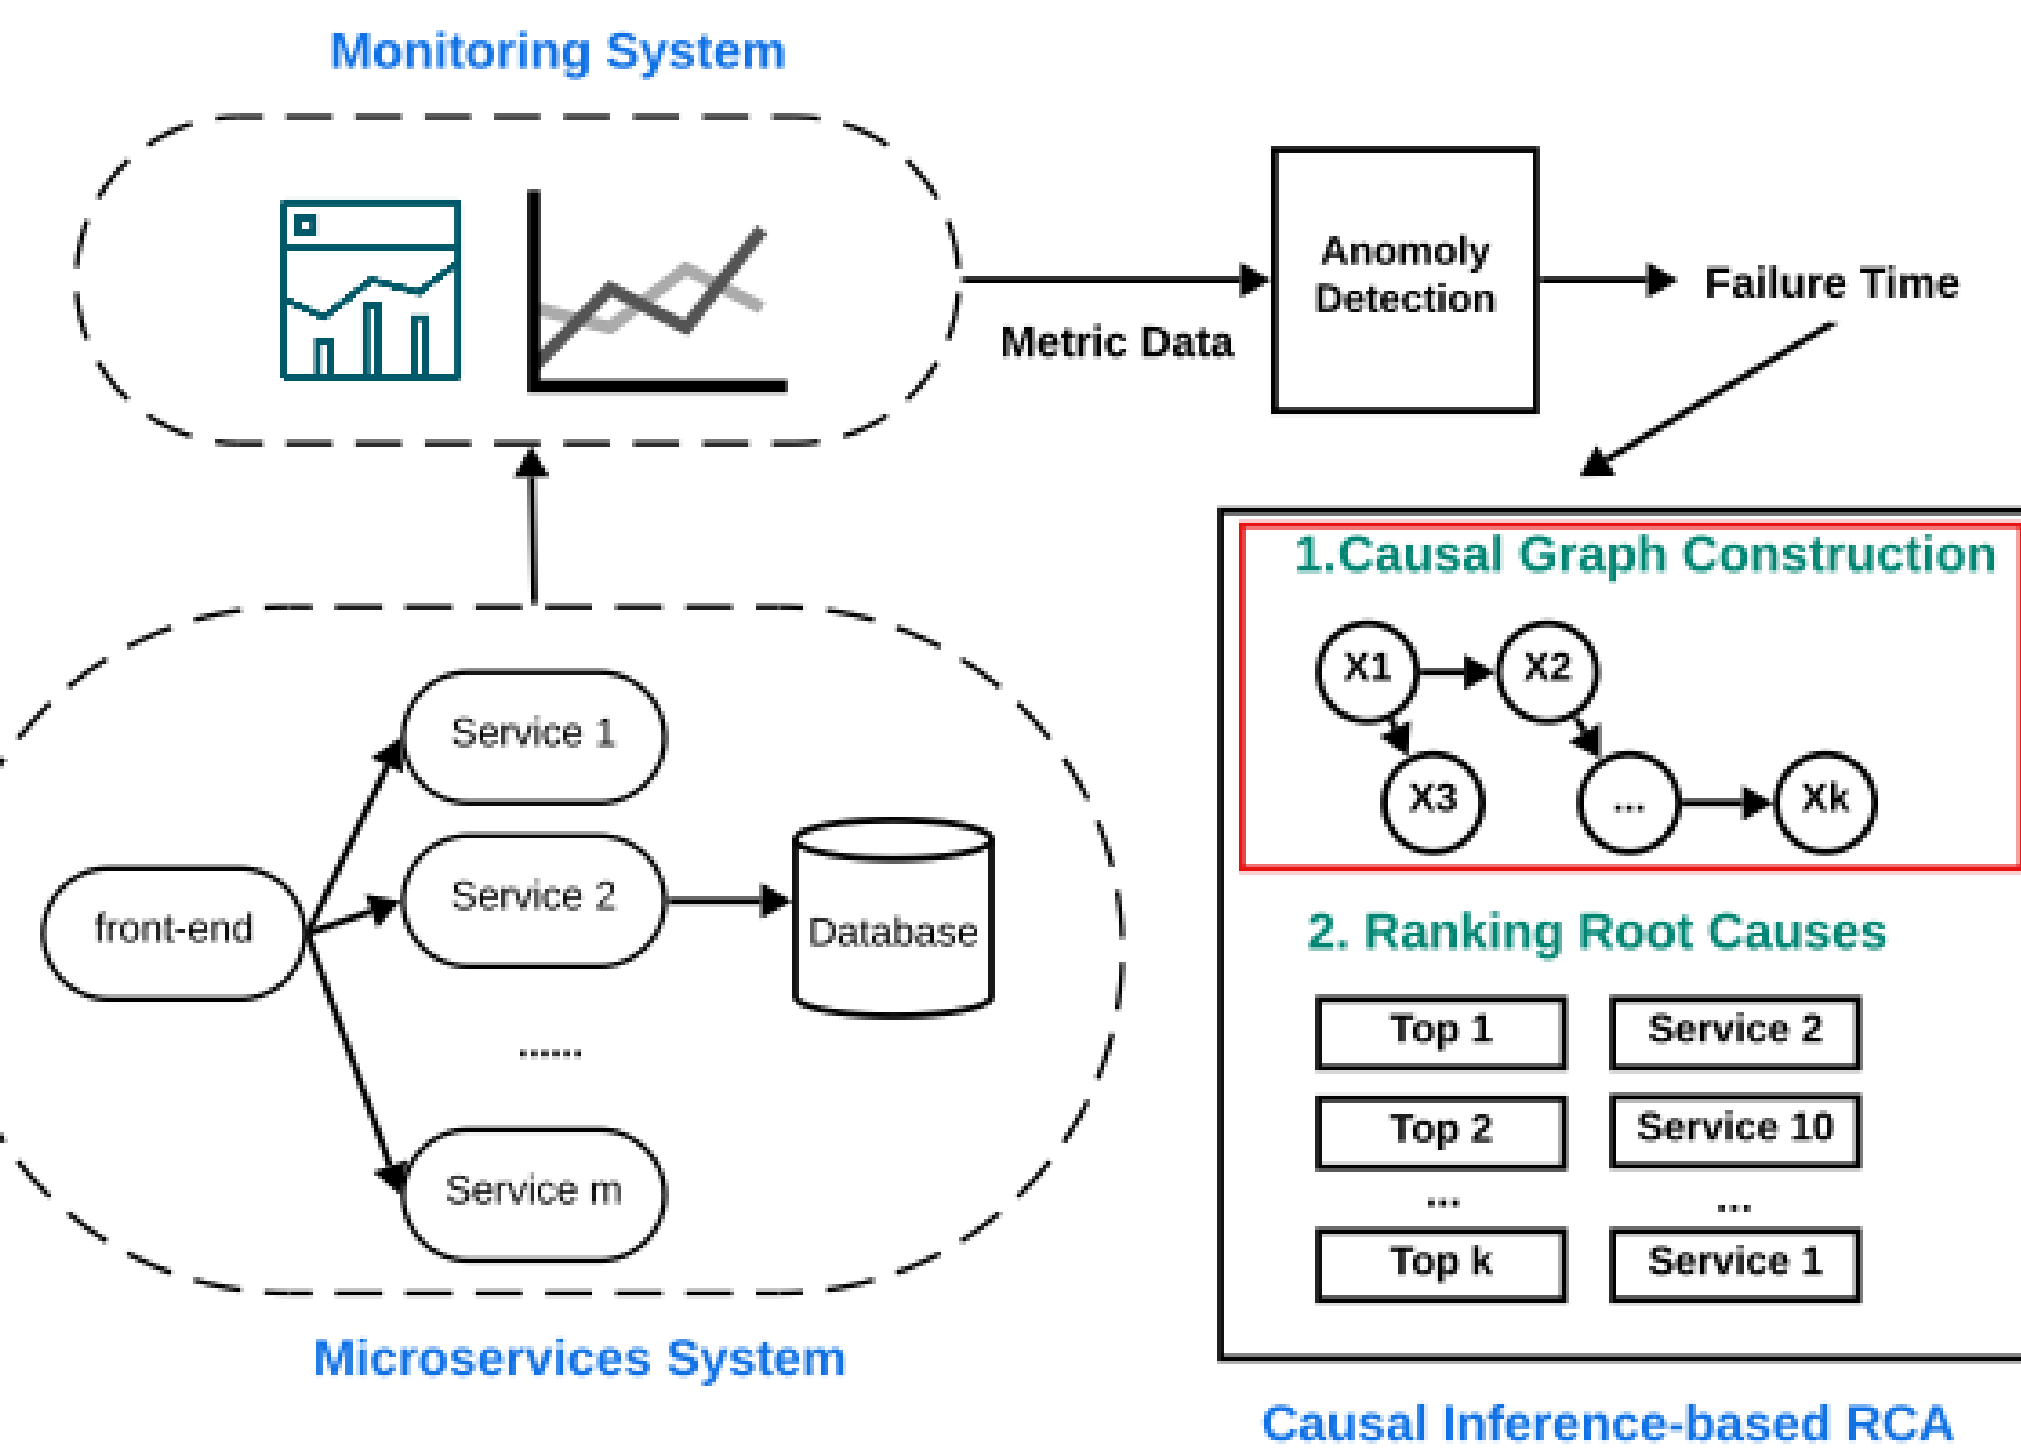 Monitoring System
Anomoly
Detection
Failure Time
Metric Data
1.Causal Graph Construction
X1
X2
X3
...
Xk
Service 1
Service 2
front-end
Database
......
Service m
2. Ranking Root Causes
Top 1
Service 2
Top 2
Service 10
...
...
Top k
Service 1
Microservices System
Causal Inference-based RCA